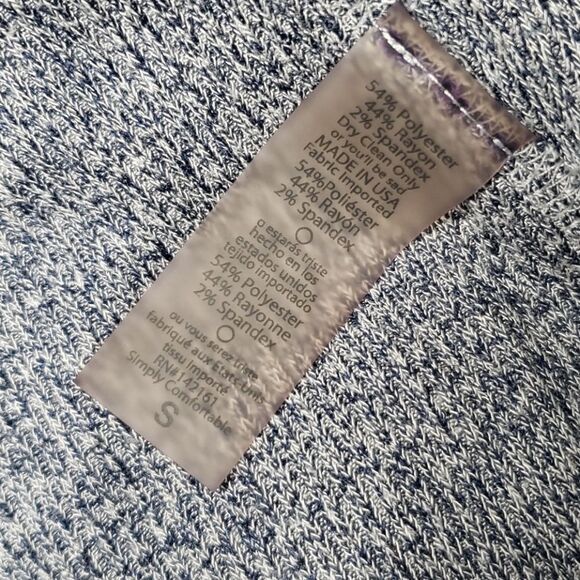 54% Polyester
44% Rayon
2% Spandex
Dry Clean Only
or you'll be sad
MADE IN USA
Fabric Imported
54%Poliéster
44% Rayon
2% Spandex
o estarás triste
Hecho en los
estados unidos
tejido importado
54% Polyester
44% Rayonne
2% Spandex
ou vous serez triste
fabriqué aux États-Unis
tissu importé
RN#142761
Simply Comfortable
S